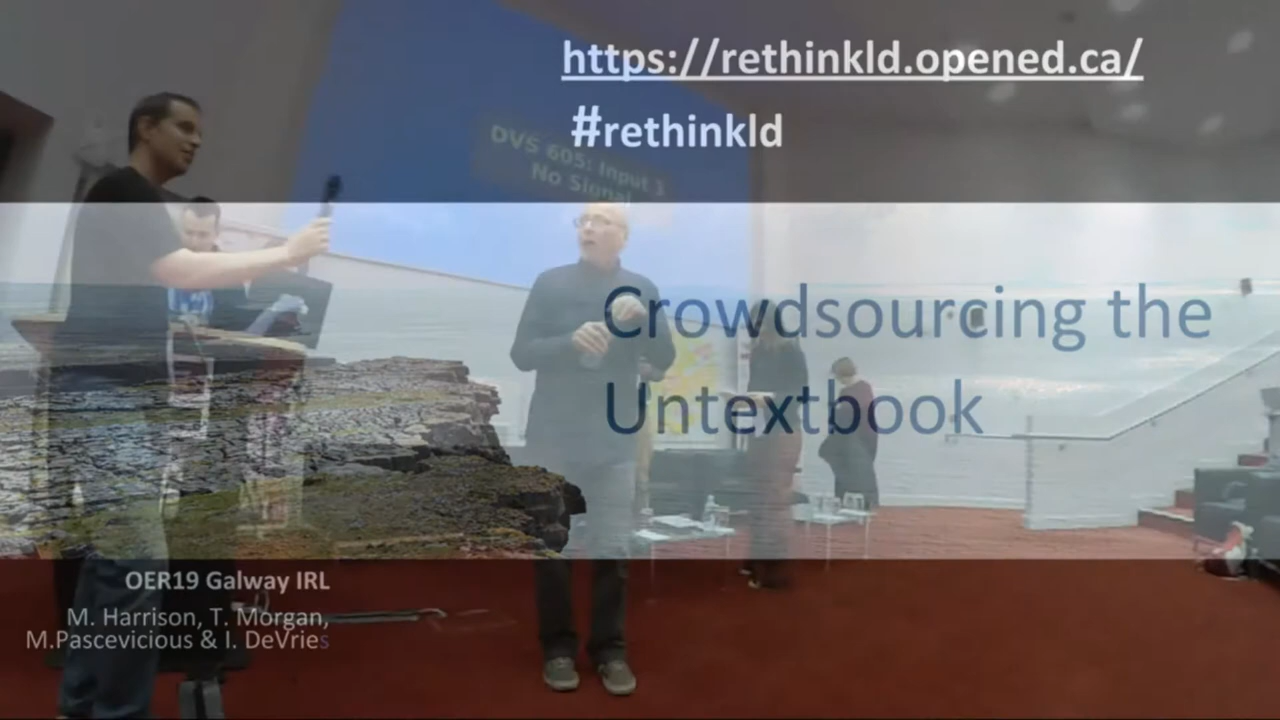 https://rethinkld.opened.ca/
#rethinkld
DVS 605: Input 1
No Signal
Crowdsourcing the
Untextbook
OER19 Galway IRL
M. Harrison, T. Morgan,
M.Pascevicious & I. DeVries